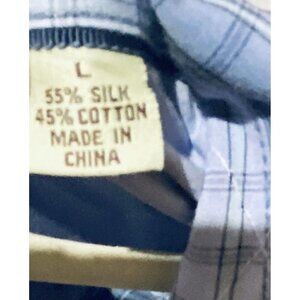 L
55% SILK
45% COTTON
MADE IN
CHINA